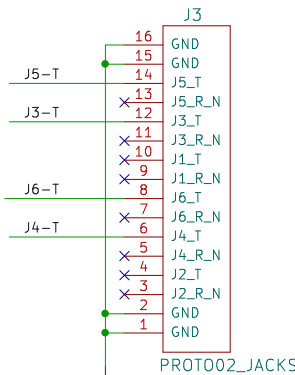 J3
16 GND
15 GND
J5-T 14 J5_T
13 J5_R_N
J3-T 12 J3_T
11 J3_R_N
10 J1_T
9 J1_R_N
J6-T 8 J6_T
7 J6_R_N
J4-T 6 J4_T
5 J4_R_N
4 J2_T
3 J2_R_N
2 GND
1 GND
PROTO02_JACKS